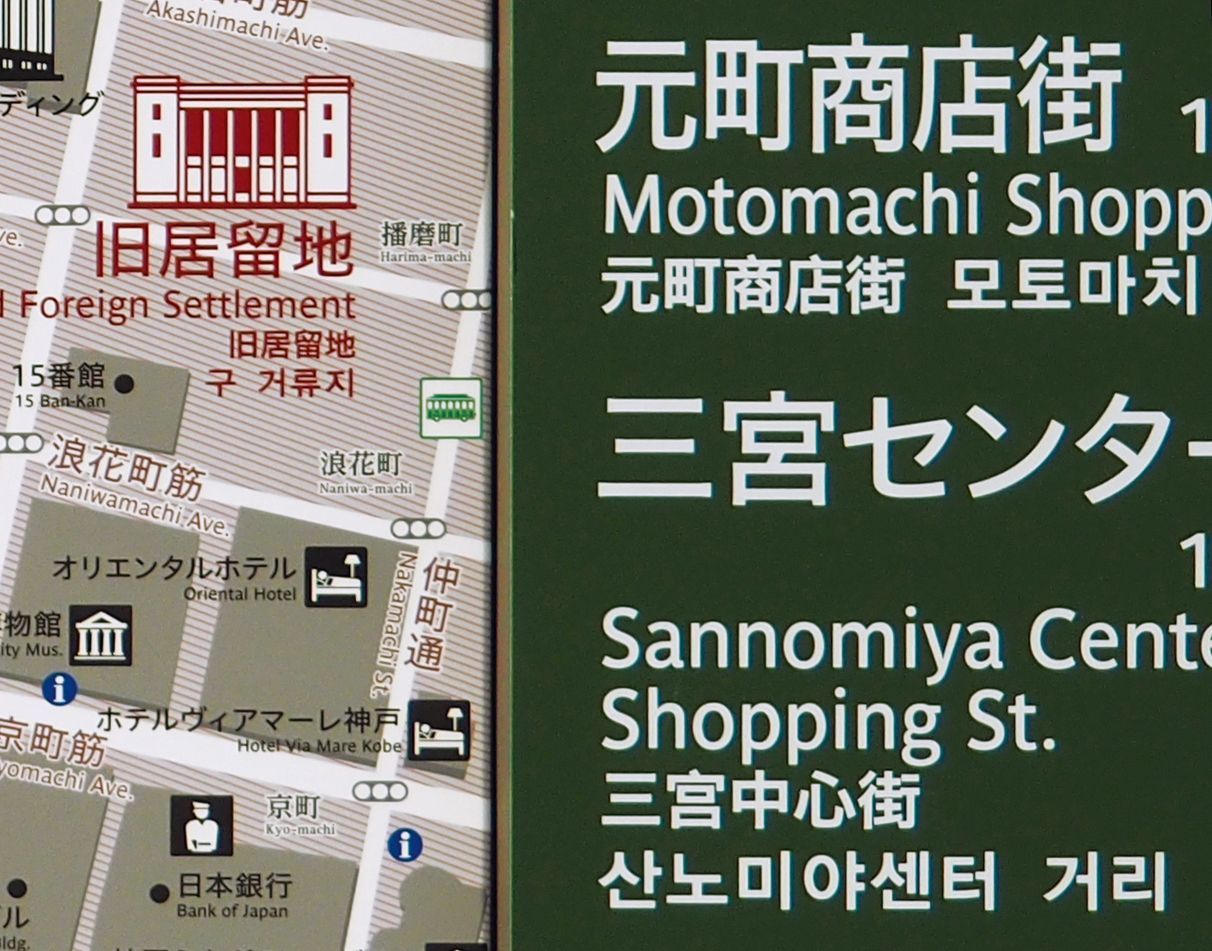 Akashimachi Ave.
ディング
旧居留地
Foreign Settlement
旧居留地
구 거류지
播磨町
Harima-machi
15番館
15 Ban-Kan
浪花町筋
Naniwamachi Ave.
浪花町
Naniwa-machi
オリエンタルホテル
Oriental Hotel
仲町通
Nakamachi St.
物館
ity Mus.
ホテルヴィアマーレ神戸
Hotel Via Mare Kobe
京町筋
yomachi Ave.
京町
Kyo-machi
日本銀行
Bank of Japan
ル
Bldg.
元町商店街
1
Motomachi Shopp
元町商店街 모토마치
三宮センター
1
Sannomiya Cente
Shopping St.
三宫中心街
산노미야센터 거리